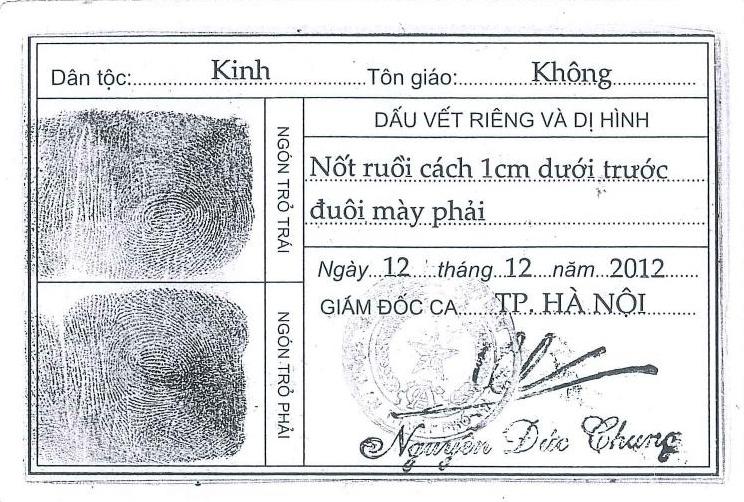 Dân tộc: Kinh Tôn giáo: Không
NGÓN TRỎ TRÁI
DẤU VẾT RIÊNG VÀ DỊ HÌNH
Nốt ruồi cách 1cm dưới trước
đuôi mày phải
Ngày 12 tháng 12 năm 2012
GIÁM ĐỐC CA TP. HÀ NỘI
NGÓN TRỎ PHẢI
Nguyễn Đức Chung